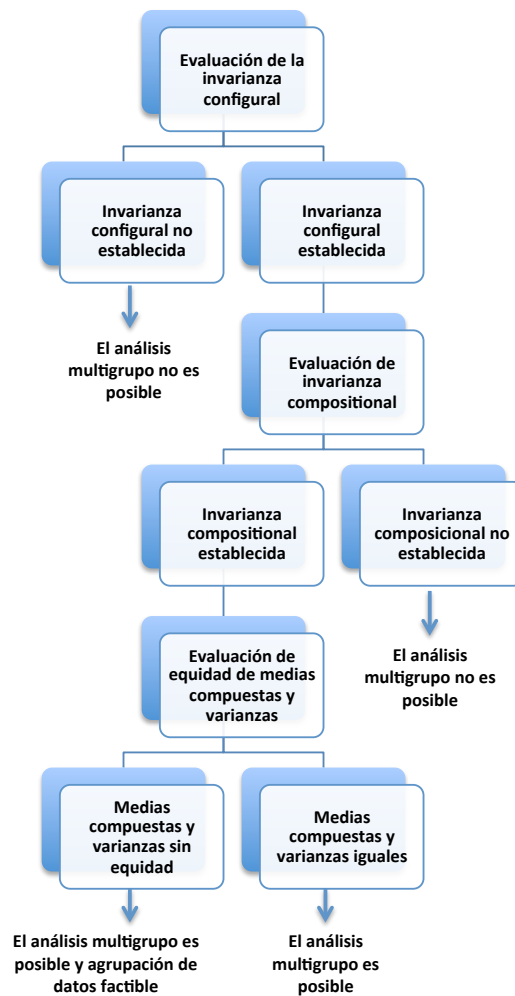 Evaluación de la
invarianza
configural
Invarianza
configural no
establecida
Invarianza
configural
establecida
El análisis
multigrupo no es
posible
Evaluación de
invarianza
compositional
Invarianza
compositional
establecida
Invarianza
composicional no
establecida
Evaluación de
equidad de medias
compuestas y
varianzas
El análisis
multigrupo no es
posible
Medias
compuestas y
varianzas sin
equidad
Medias
compuestas y
varianzas iguales
El análisis multigrupo es
posible y agrupación de
datos factible
El análisis
multigrupo es
posible